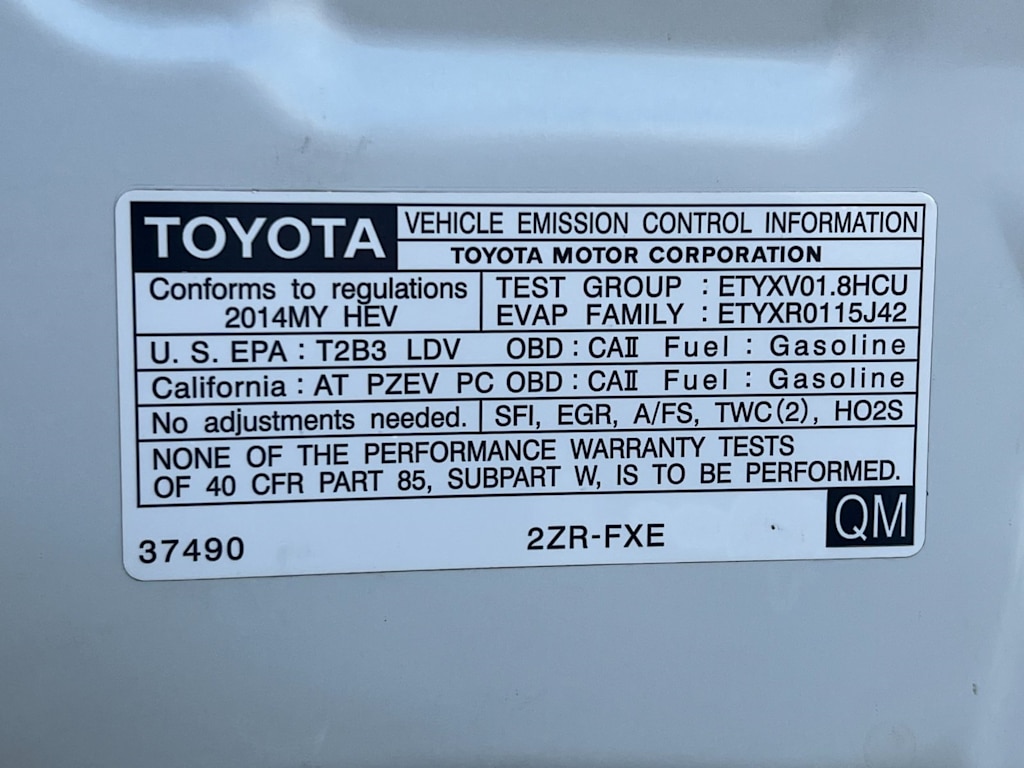 TOYOTA
VEHICLE EMISSION CONTROL INFORMATION
TOYOTA MOTOR CORPORATION
Conforms to regulations
2014MY HEV
TEST GROUP : ETYXV01.8HCU
EVAP FAMILY : ETYXR0115J42
U. S. EPA : T2B3 LDV OBD : CAⅡ Fuel : Gasoline
California : AT PZEV PC OBD : CAⅡ Fuel : Gasoline
No adjustments needed.
SFI, EGR, A/FS, TWC(2), HO2S
NONE OF THE PERFORMANCE WARRANTY TESTS
OF 40 CFR PART 85, SUBPART W, IS TO BE PERFORMED.
37490
2ZR-FXE
QM